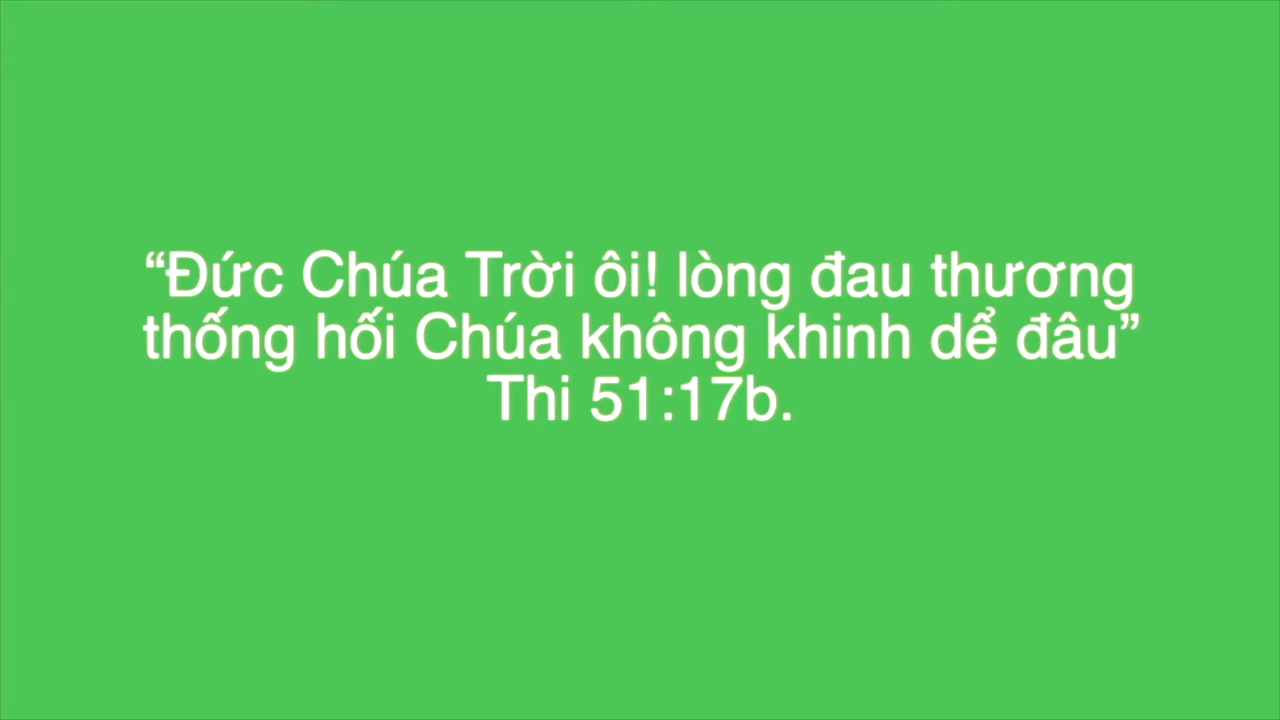 “Đức Chúa Trời ôi! lòng đau thương
thống hối Chúa không khinh dể đâu”
Thi 51:17b.